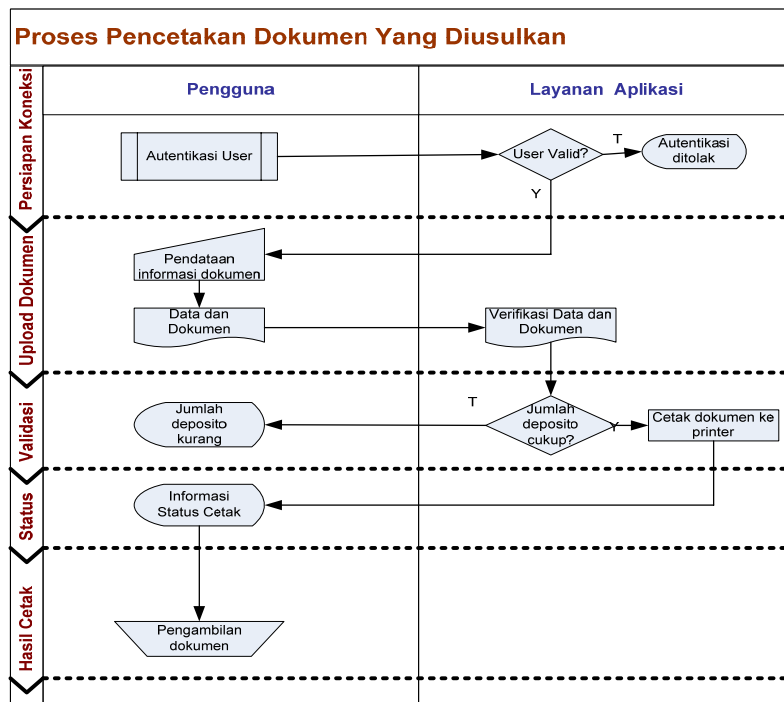 Proses Pencetakan Dokumen Yang Diusulkan
Pengguna
Layanan Aplikasi
Persiapan Koneksi
Autentikasi User
User Valid?
T
Autentikasi
ditolak
Y
Upload Dokumen
Pendataan
informasi dokumen
Data dan
Dokumen
Verifikasi Data dan
Dokumen
Validasi
Jumlah
deposito
kurang
T
Jumlah
deposito
cukup?
Y
Cetak dokumen ke
printer
Status
Informasi
Status Cetak
Hasil Cetak
Pengambilan
dokumen